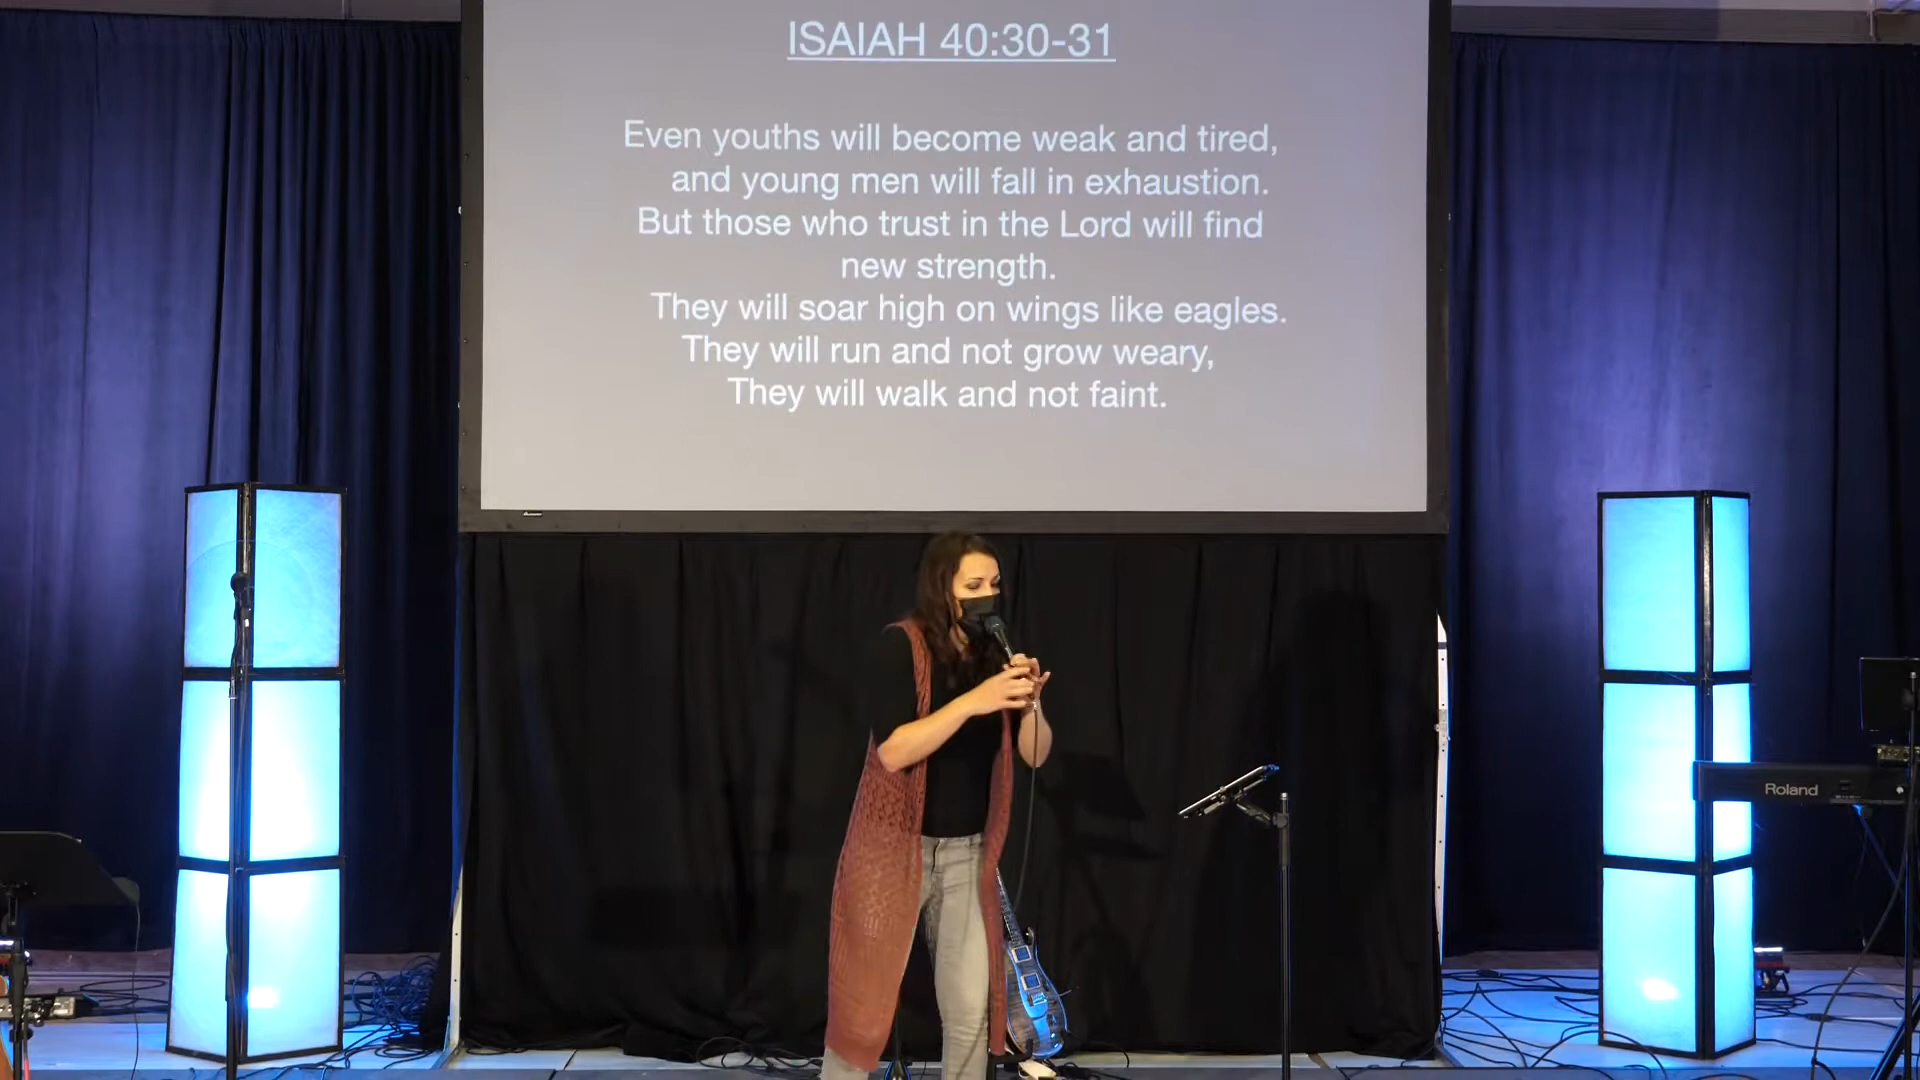 ISAIAH 40:30-31
Even youths will become weak and tired,
and young men will fall in exhaustion.
But those who trust in the Lord will find
new strength.
They will soar high on wings like eagles.
They will run and not grow weary,
They will walk and not faint.
Roland